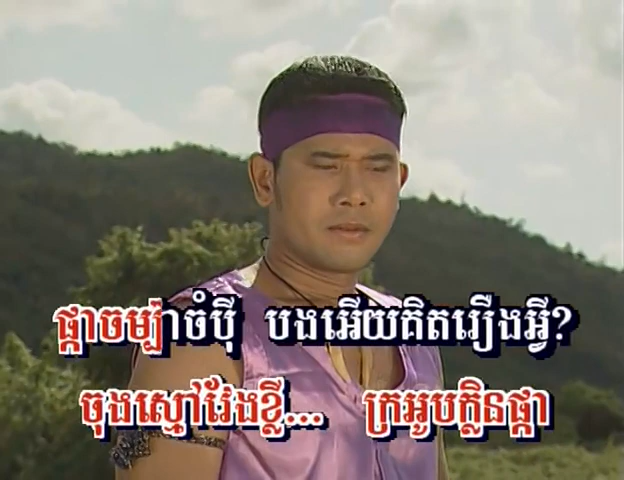 ផ្កាចម្ប៉ាចំប៉ី បងអើយគិតរឿងអ្វី?
ចុងស្មៅវែងខ្លី... ក្រអូបក្លិនផ្កា